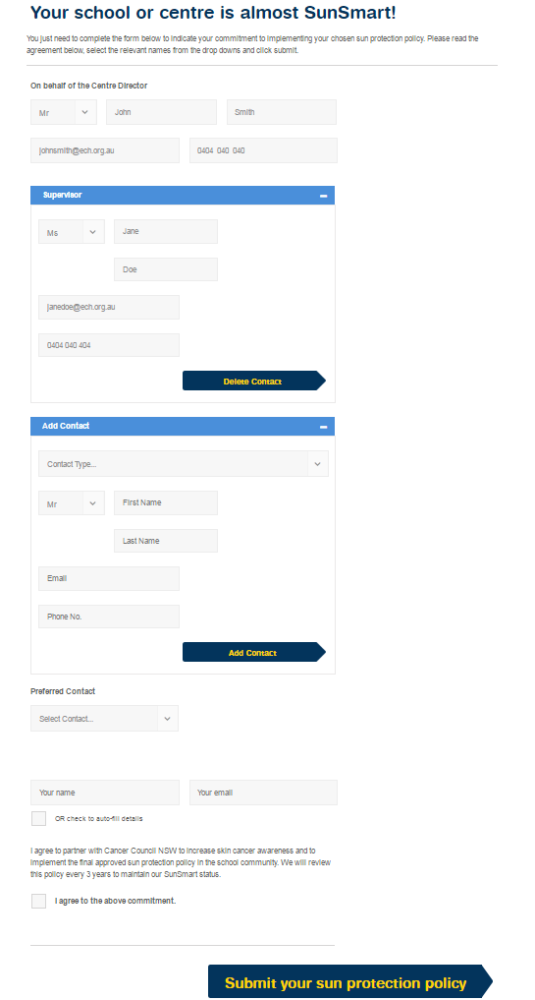 Your school or centre is almost SunSmart!
You just need to complete the form below to indicate your commitment to implementing your chosen sun protection policy. Please read the
agreement below, select the relevant names from the drop downs and click submit.
On behalf of the Centre Director
Mr John Smith
johnsmith@ech.org.au 0404 040 040
Supervisor
Ms Jane
Doe
janedoe@ech.org.au
0404 040 404
Delete Contact
Add Contact
Contact Type...
Mr First Name
Last Name
Email
Phone No.
Add Contact
Preferred Contact
Select Contact...
Your name Your email
OR check to auto-fill details
I agree to partner with Cancer Council NSW to increase skin cancer awareness and to
implement the final approved sun protection policy in the school community. We will review
this policy every 3 years to maintain our SunSmart status.
I agree to the above commitment.
Submit your sun protection policy